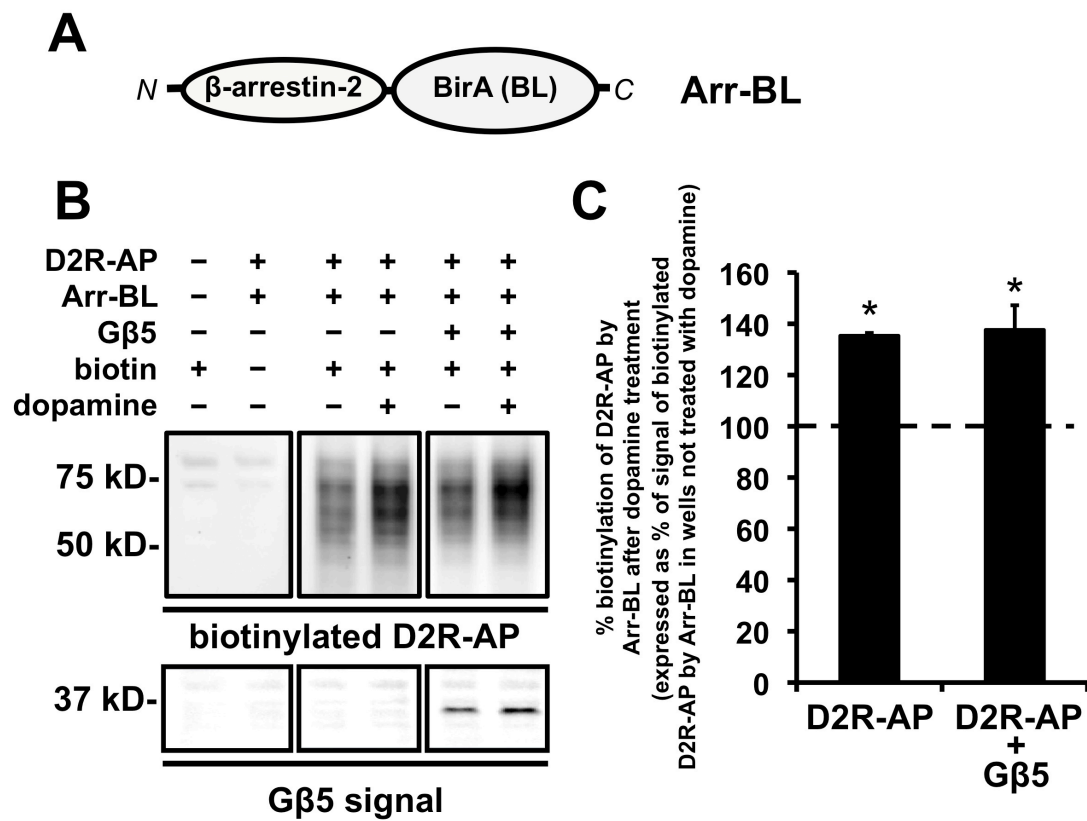 A
N β-arrestin-2 BirA (BL) C Arr-BL
B
D2R-AP – + + + + +
Arr-BL – + + + + +
Gβ5 – – – – + +
biotin + – + + + +
dopamine – – – + – +
75 kD-
50 kD-
biotinylated D2R-AP
37 kD-
Gβ5 signal
C
% biotinylation of D2R-AP by
Arr-BL after dopamine treatment
(expressed as % of signal of biotinylated
D2R-AP by Arr-BL in wells not treated with dopamine)
160
140
120
100
80
60
40
20
0
* *
D2R-AP D2R-AP
+
Gβ5